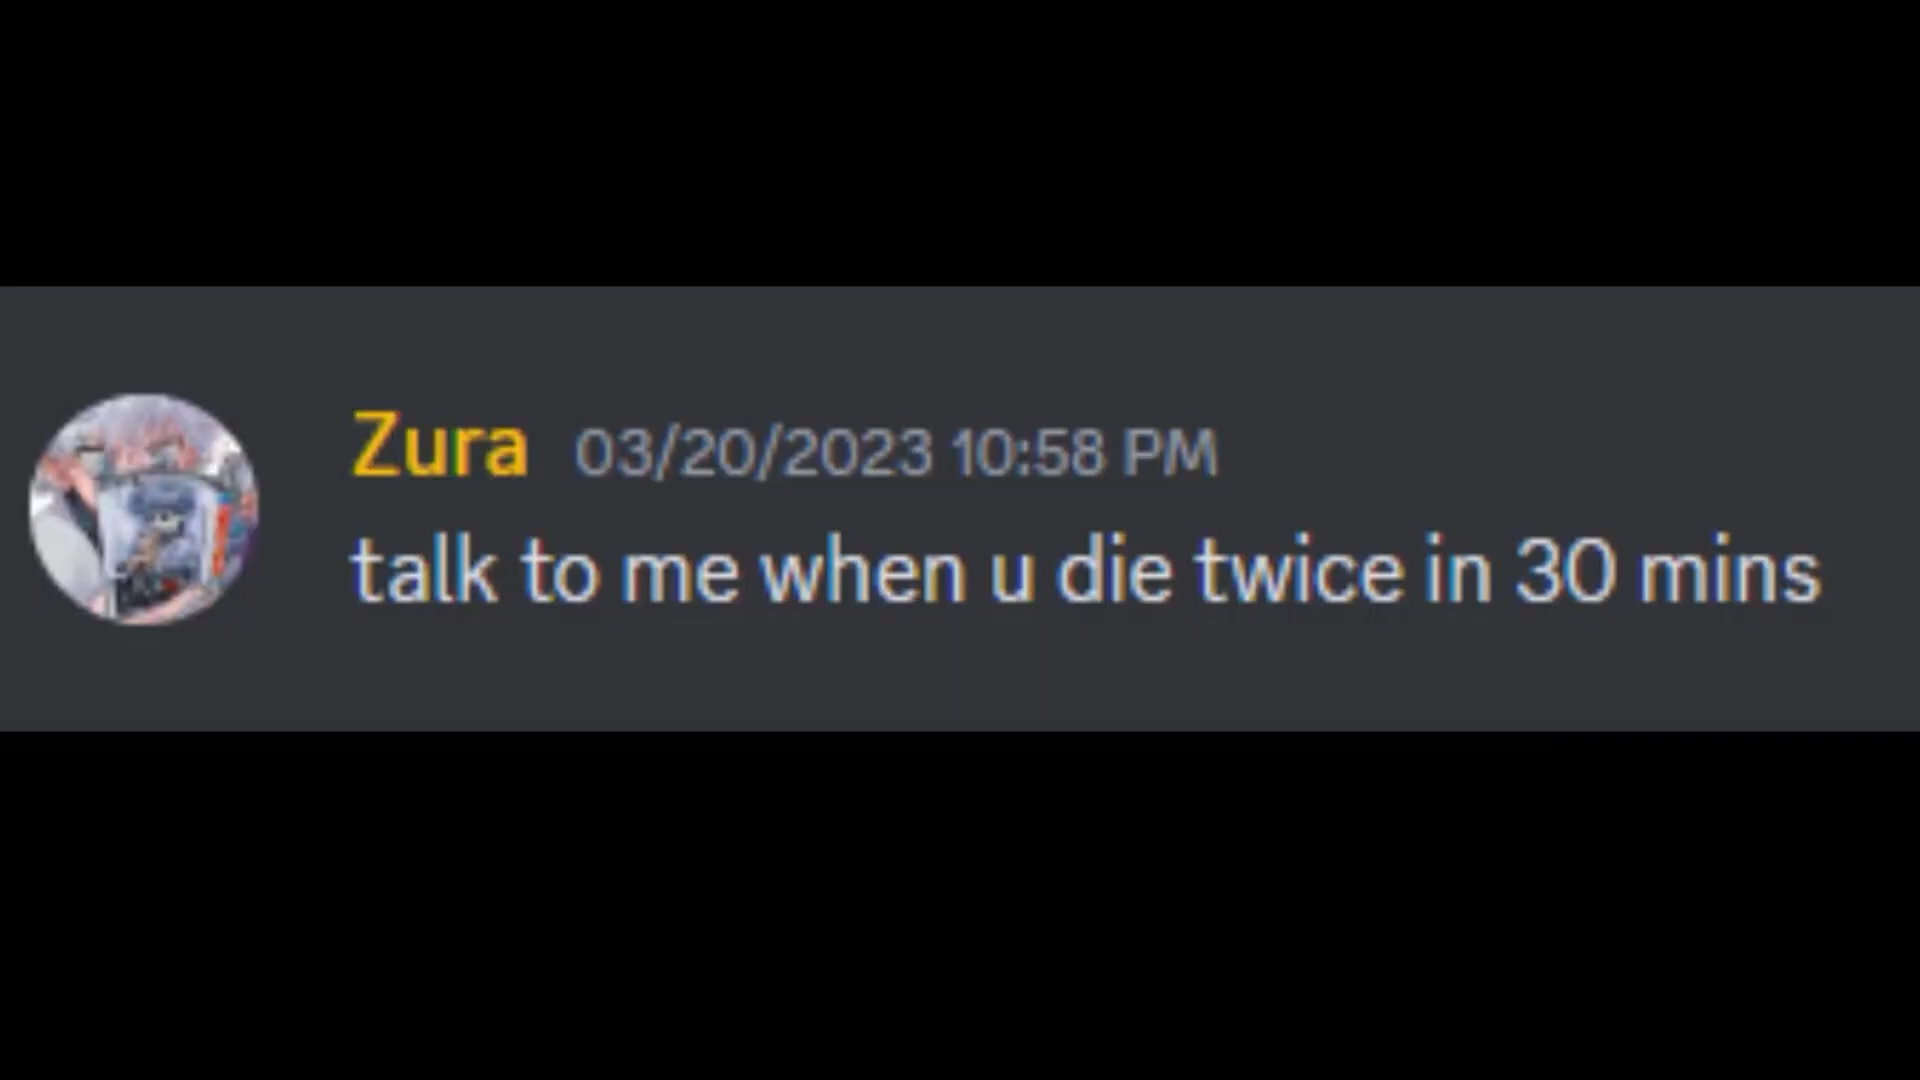 Zura 03/20/2023 10:58 PM
talk to me when u die twice in 30 mins